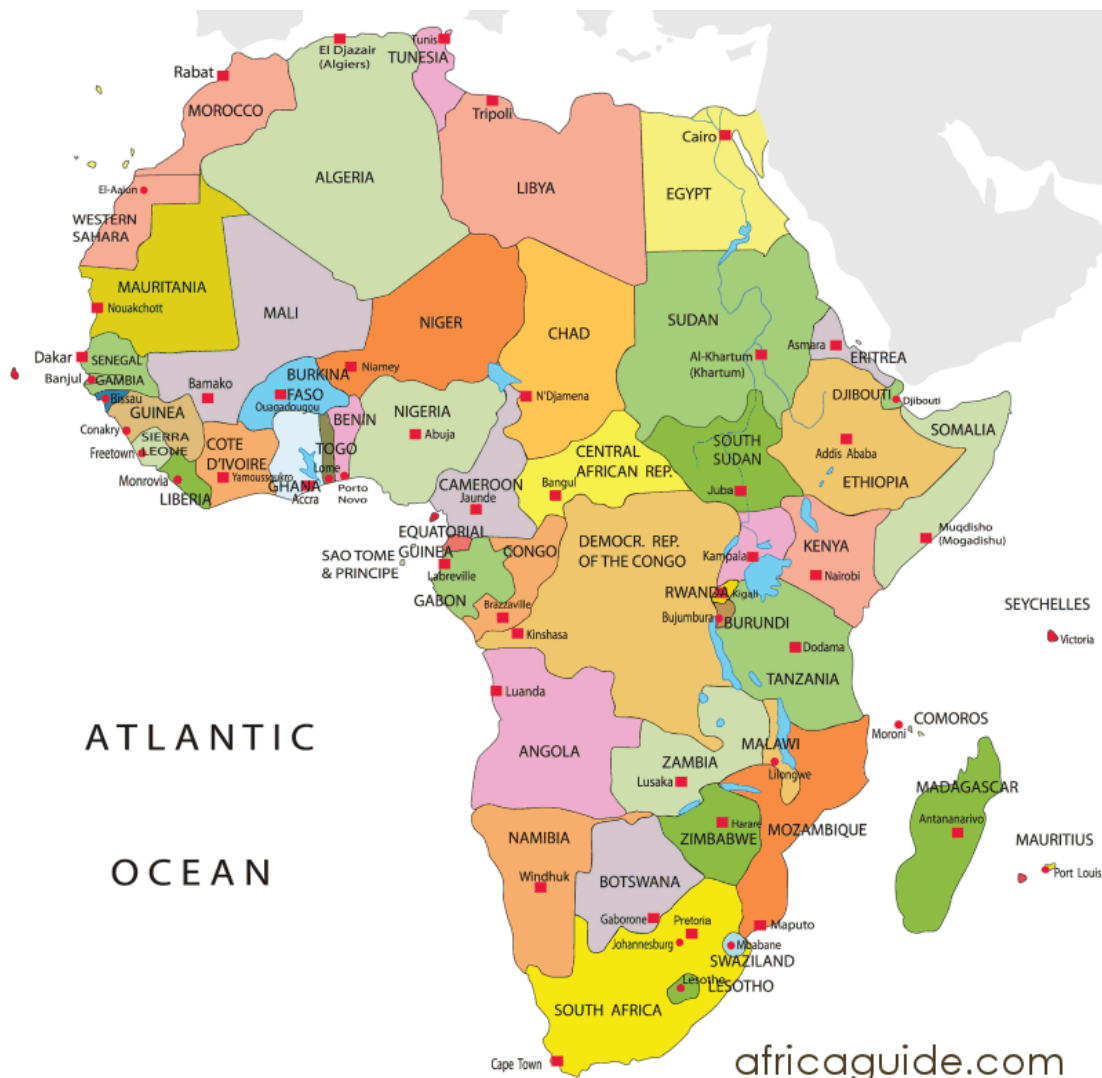 Tunis
El Djazair
(Algiers)
TUNISIA
Rabat
MOROCCO
Tripoli
Cairo
ALGERIA
LIBYA
EGYPT
El-Aajun
WESTERN
SAHARA
MAURITANIA
Nouakchott
MALI
NIGER
CHAD
SUDAN
Al-Khartum
(Khartum)
Asmara
ERITREA
Dakar
SENEGAL
Banjul
GAMBIA
Bissau
Bamako
BURKINA
FASO
Ouagadougou
Niamey
N'Djamena
DJIBOUTI
Djibouti
GUINEA
Conakry
SIERRA
LEONE
Freetown
COTE
D'IVOIRE
Yamoussoukro
BENIN
TOGO
Lome
NIGERIA
Abuja
SOMALIA
SOUTH
SUDAN
Addis Ababa
ETHIOPIA
Monrovia
LIBERIA
GHANA
Accra
Porto
Novo
CENTRAL
AFRICAN REP.
Bangul
CAMEROON
Jaunde
Juba
EQUATORIAL
GUINEA
SAO TOME
& PRINCIPE
CONGO
DEMOCR. REP.
OF THE CONGO
Kampala
KENYA
Nairobi
Muqdisho
(Mogadishu)
Labreville
GABON
Brazzaville
Kinshasa
RWANDA
Kigali
Bujumbura
BURUNDI
Dodama
TANZANIA
SEYCHELLES
Victoria
Luanda
ATLANTIC
OCEAN
ANGOLA
ZAMBIA
Lusaka
MALAWI
Lilongwe
COMOROS
Moroni
MADAGASCAR
Antananarivo
NAMIBIA
Windhuk
Harare
ZIMBABWE
MOZAMBIQUE
MAURITIUS
Port Louis
BOTSWANA
Gaborone
Pretoria
Johannesburg
Maputo
Mbabane
SWAZILAND
Lesotho
LESOTHO
SOUTH AFRICA
Cape Town
africaguide.com